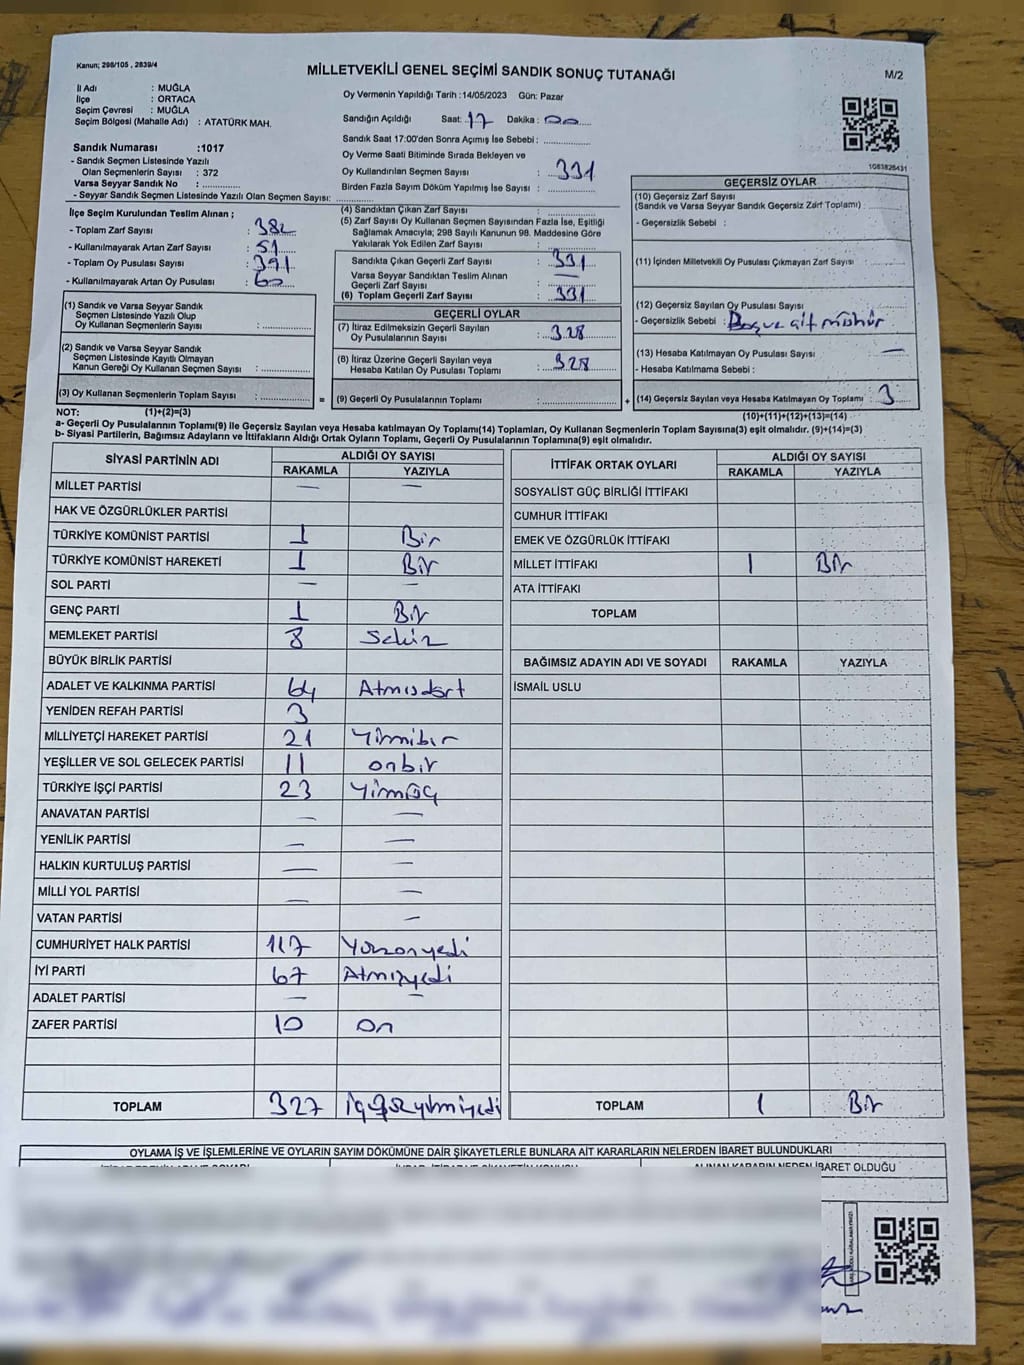 Kanun; 298/105 , 2839/4
MİLLETVEKİLİ GENEL SEÇİMİ SANDIK SONUÇ TUTANAĞI
M/2
İl Adı : MUĞLA
İlçe : ORTACA
Seçim Çevresi : MUĞLA
Seçim Bölgesi (Mahalle Adı) : ATATÜRK MAH.
Sandık Numarası :1017
- Sandık Seçmen Listesinde Yazılı
Olan Seçmenlerin Sayısı : 372
Varsa Seyyar Sandık No :
- Seyyar Sandık Seçmen Listesinde Yazılı Olan Seçmen Sayısı:
Oy Vermenin Yapıldığı Tarih :14/05/2023 Gün: Pazar
Sandığın Açıldığı Saat: 17 Dakika : 00
Sandık Saat 17:00'den Sonra Açımış İse Sebebi :
Oy Verme Saati Bitiminde Sırada Bekleyen ve
Oy Kullandırılan Seçmen Sayısı : 331
Birden Fazla Sayım Döküm Yapılmış İse Sayısı :
İlçe Seçim Kurulundan Teslim Alınan ;
- Toplam Zarf Sayısı : 382
- Kullanılmayarak Artan Zarf Sayısı : 51
- Toplam Oy Pusulası Sayısı : 391
- Kullanılmayarak Artan Oy Pusulası : 60
(1) Sandık ve Varsa Seyyar Sandık
Seçmen Listesinde Yazılı Olup
Oy Kullanan Seçmenlerin Sayısı :
(2) Sandık ve Varsa Seyyar Sandık
Seçmen Listesinde Kayıtlı Olmayan
Kanun Gereği Oy Kullanan Seçmen Sayısı :
(3) Oy Kullanan Seçmenlerin Toplam Sayısı : =
(4) Sandıktan Çıkan Zarf Sayısı :
(5) Zarf Sayısı Oy Kullanan Seçmen Sayısından Fazla İse, Eşitliği
Sağlamak Amacıyla; 298 Sayılı Kanunun 98. Maddesine Göre
Yakılarak Yok Edilen Zarf Sayısı :
Sandıkta Çıkan Geçerli Zarf Sayısı : 331
Varsa Seyyar Sandıktan Teslim Alınan
Geçerli Zarf Sayısı : —
(6) Toplam Geçerli Zarf Sayısı : 331
GEÇERLİ OYLAR
(7) İtiraz Edilmeksizin Geçerli Sayılan
Oy Pusulalarının Sayısı : 328
(8) İtiraz Üzerine Geçerli Sayılan veya
Hesaba Katılan Oy Pusulası Toplamı : 328
(9) Geçerli Oy Pusulalarının Toplamı : +
1083826431
GEÇERSİZ OYLAR
(10) Geçersiz Zarf Sayısı
(Sandık ve Varsa Seyyar Sandık Geçersiz Zarf Toplamı) :
- Geçersizlik Sebebi :
(11) İçinden Milletvekili Oy Pusulası Çıkmayan Zarf Sayısı :
(12) Geçersiz Sayılan Oy Pusulası Sayısı :
- Geçersizlik Sebebi : ait mühür
(13) Hesaba Katılmayan Oy Pusulası Sayısı : —
- Hesaba Katılmama Sebebi :
(14) Geçersiz Sayılan veya Hesaba Katılmayan Oy Toplamı : 3
NOT: (1)+(2)=(3) (10)+(11)+(12)+(13)=(14)
a- Geçerli Oy Pusulalarının Toplamı(9) ile Geçersiz Sayılan veya Hesaba katılmayan Oy Toplamı(14) Toplamları, Oy Kullanan Seçmenlerin Toplam Sayısına(3) eşit olmalıdır. (9)+(14)=(3)
b- Siyasi Partilerin, Bağımsız Adayların ve İttifakların Aldığı Ortak Oyların Toplamı, Geçerli Oy Pusulalarının Toplamına(9) eşit olmalıdır.
SİYASİ PARTİNİN ADI ALDIĞI OY SAYISI
RAKAMLA YAZIYLA
MİLLET PARTİSİ — —
HAK VE ÖZGÜRLÜKLER PARTİSİ
TÜRKİYE KOMÜNİST PARTİSİ 1 Bir
TÜRKİYE KOMÜNİST HAREKETİ 1 Bir
SOL PARTİ — —
GENÇ PARTİ 1 Bir
MEMLEKET PARTİSİ 8 Sekiz
BÜYÜK BİRLİK PARTİSİ
ADALET VE KALKINMA PARTİSİ 64 Atmışdört
YENİDEN REFAH PARTİSİ 3
MİLLİYETÇİ HAREKET PARTİSİ 21 Yirmibir
YEŞİLLER VE SOL GELECEK PARTİSİ 11 onbir
TÜRKİYE İŞÇİ PARTİSİ 23 Yirmüç
ANAVATAN PARTİSİ — —
YENİLİK PARTİSİ — —
HALKIN KURTULUŞ PARTİSİ — —
MİLLİ YOL PARTİSİ — —
VATAN PARTİSİ —
CUMHURİYET HALK PARTİSİ 117 Yüzonyedi
İYİ PARTİ 67 Atmışyedi
ADALET PARTİSİ — —
ZAFER PARTİSİ 10 On
TOPLAM 327
İTTİFAK ORTAK OYLARI ALDIĞI OY SAYISI
RAKAMLA YAZIYLA
SOSYALİST GÜÇ BİRLİĞİ İTTİFAKI
CUMHUR İTTİFAKI
EMEK VE ÖZGÜRLÜK İTTİFAKI
MİLLET İTTİFAKI 1 Bir
ATA İTTİFAKI
TOPLAM
BAĞIMSIZ ADAYIN ADI VE SOYADI RAKAMLA YAZIYLA
İSMAİL USLU
TOPLAM 1 Bir
OYLAMA İŞ VE İŞLEMLERİNE VE OYLARIN SAYIM DÖKÜMÜNE DAİR ŞİKAYETLERLE BUNLARA AİT KARARLARIN NELERDEN İBARET BULUNDUKLARI
ALINAN KARARIN NEDEN İBARET OLDUĞU